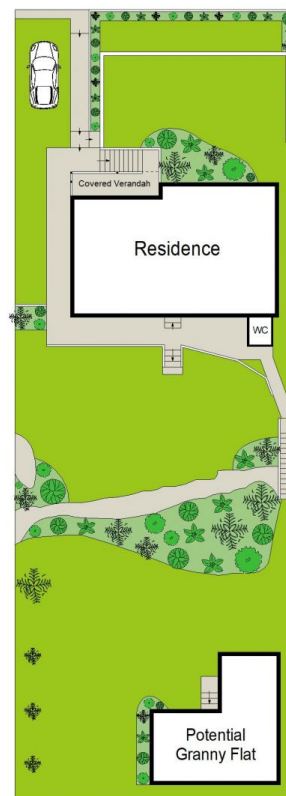 Covered Verandah
Residence
WC
Potential
Granny Flat